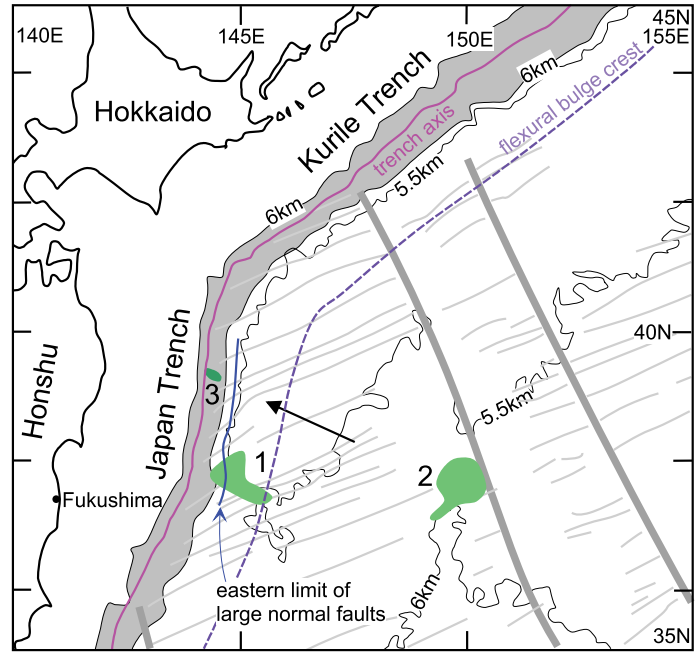 140E
145E
150E
45N
155E
Hokkaido
Kurile Trench
6km
flexural bulge crest
trench axis
5.5km
6km
40N
Japan Trench
Honshu
3
5.5km
1
2
Fukushima
6km
eastern limit of
large normal faults
35N